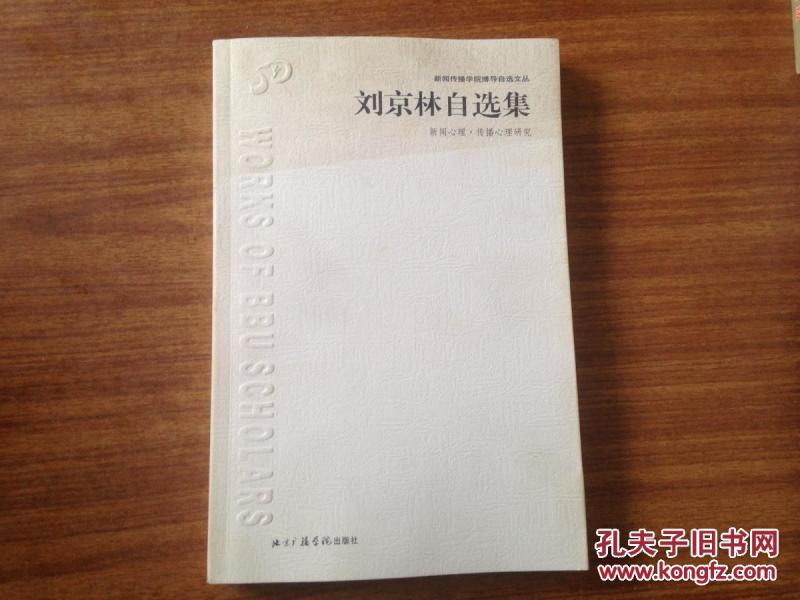 新闻传播学院博导自选文丛
刘京林自选集
新闻心理·传播心理研究
50
WORKS OF BBU SCHOLARS
北京广播学院出版社
孔夫子旧书网
www.kongfz.com